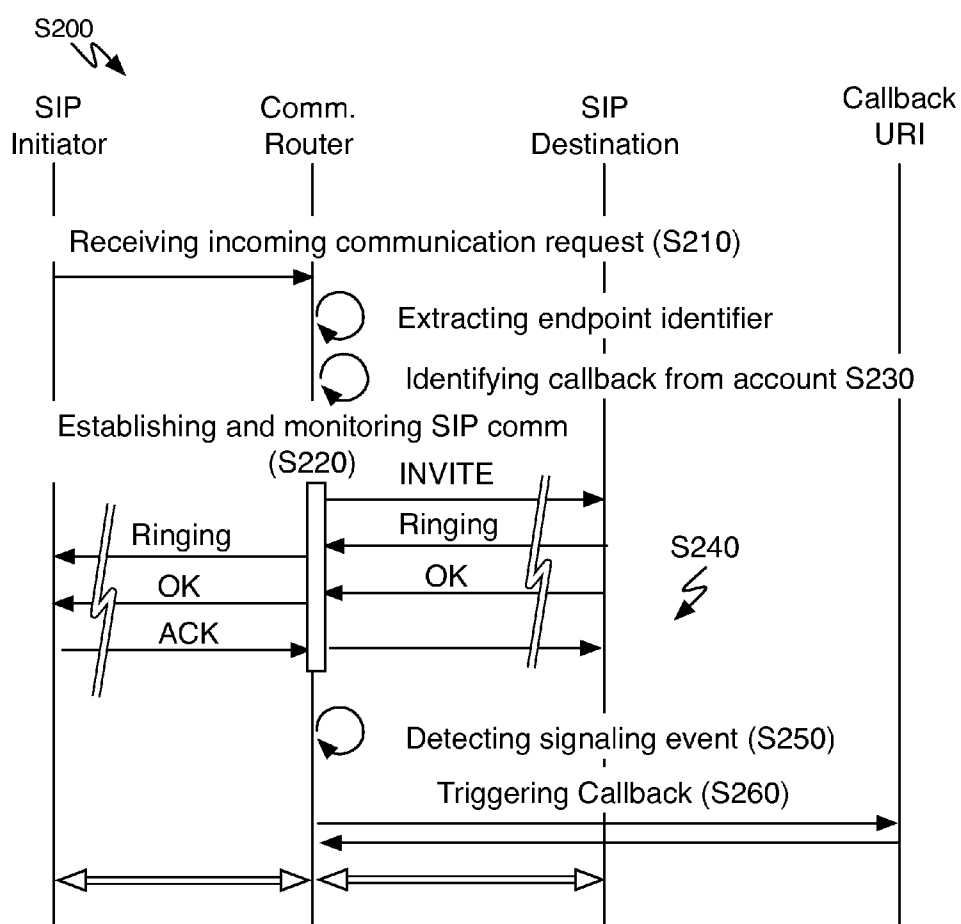 S200
SIP
Initiator
Comm.
Router
SIP
Destination
Callback
URI
Receiving incoming communication request (S210)
Extracting endpoint identifier
Identifying callback from account S230
Establishing and monitoring SIP comm
(S220)
INVITE
Ringing
Ringing
S240
OK
OK
ACK
Detecting signaling event (S250)
Triggering Callback (S260)